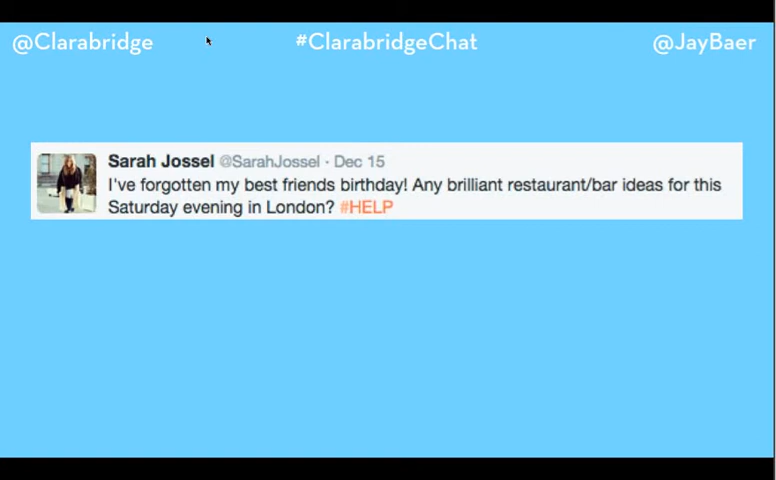 @Clarabridge #ClarabridgeChat @JayBaer
Sarah Jossel @SarahJossel · Dec 15
I've forgotten my best friends birthday! Any brilliant restaurant/bar ideas for this
Saturday evening in London? #HELP